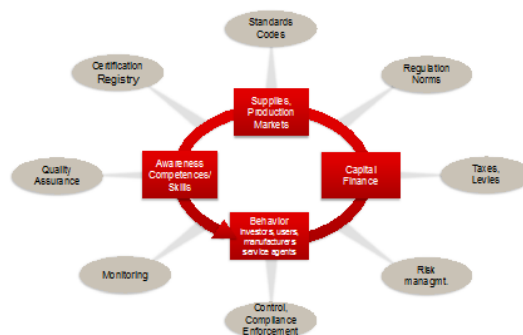 Standards
Codes
Certification
Registry
Regulation
Norms
Supplies,
Production
Markets
Quality
Assurance
Awareness
Competences/
Skills
Capital
Finance
Taxes,
Levies
Behavior
investors, users,
manufacturers
service agents
Monitoring
Risk
managmt.
Control,
Compliance
Enforcement